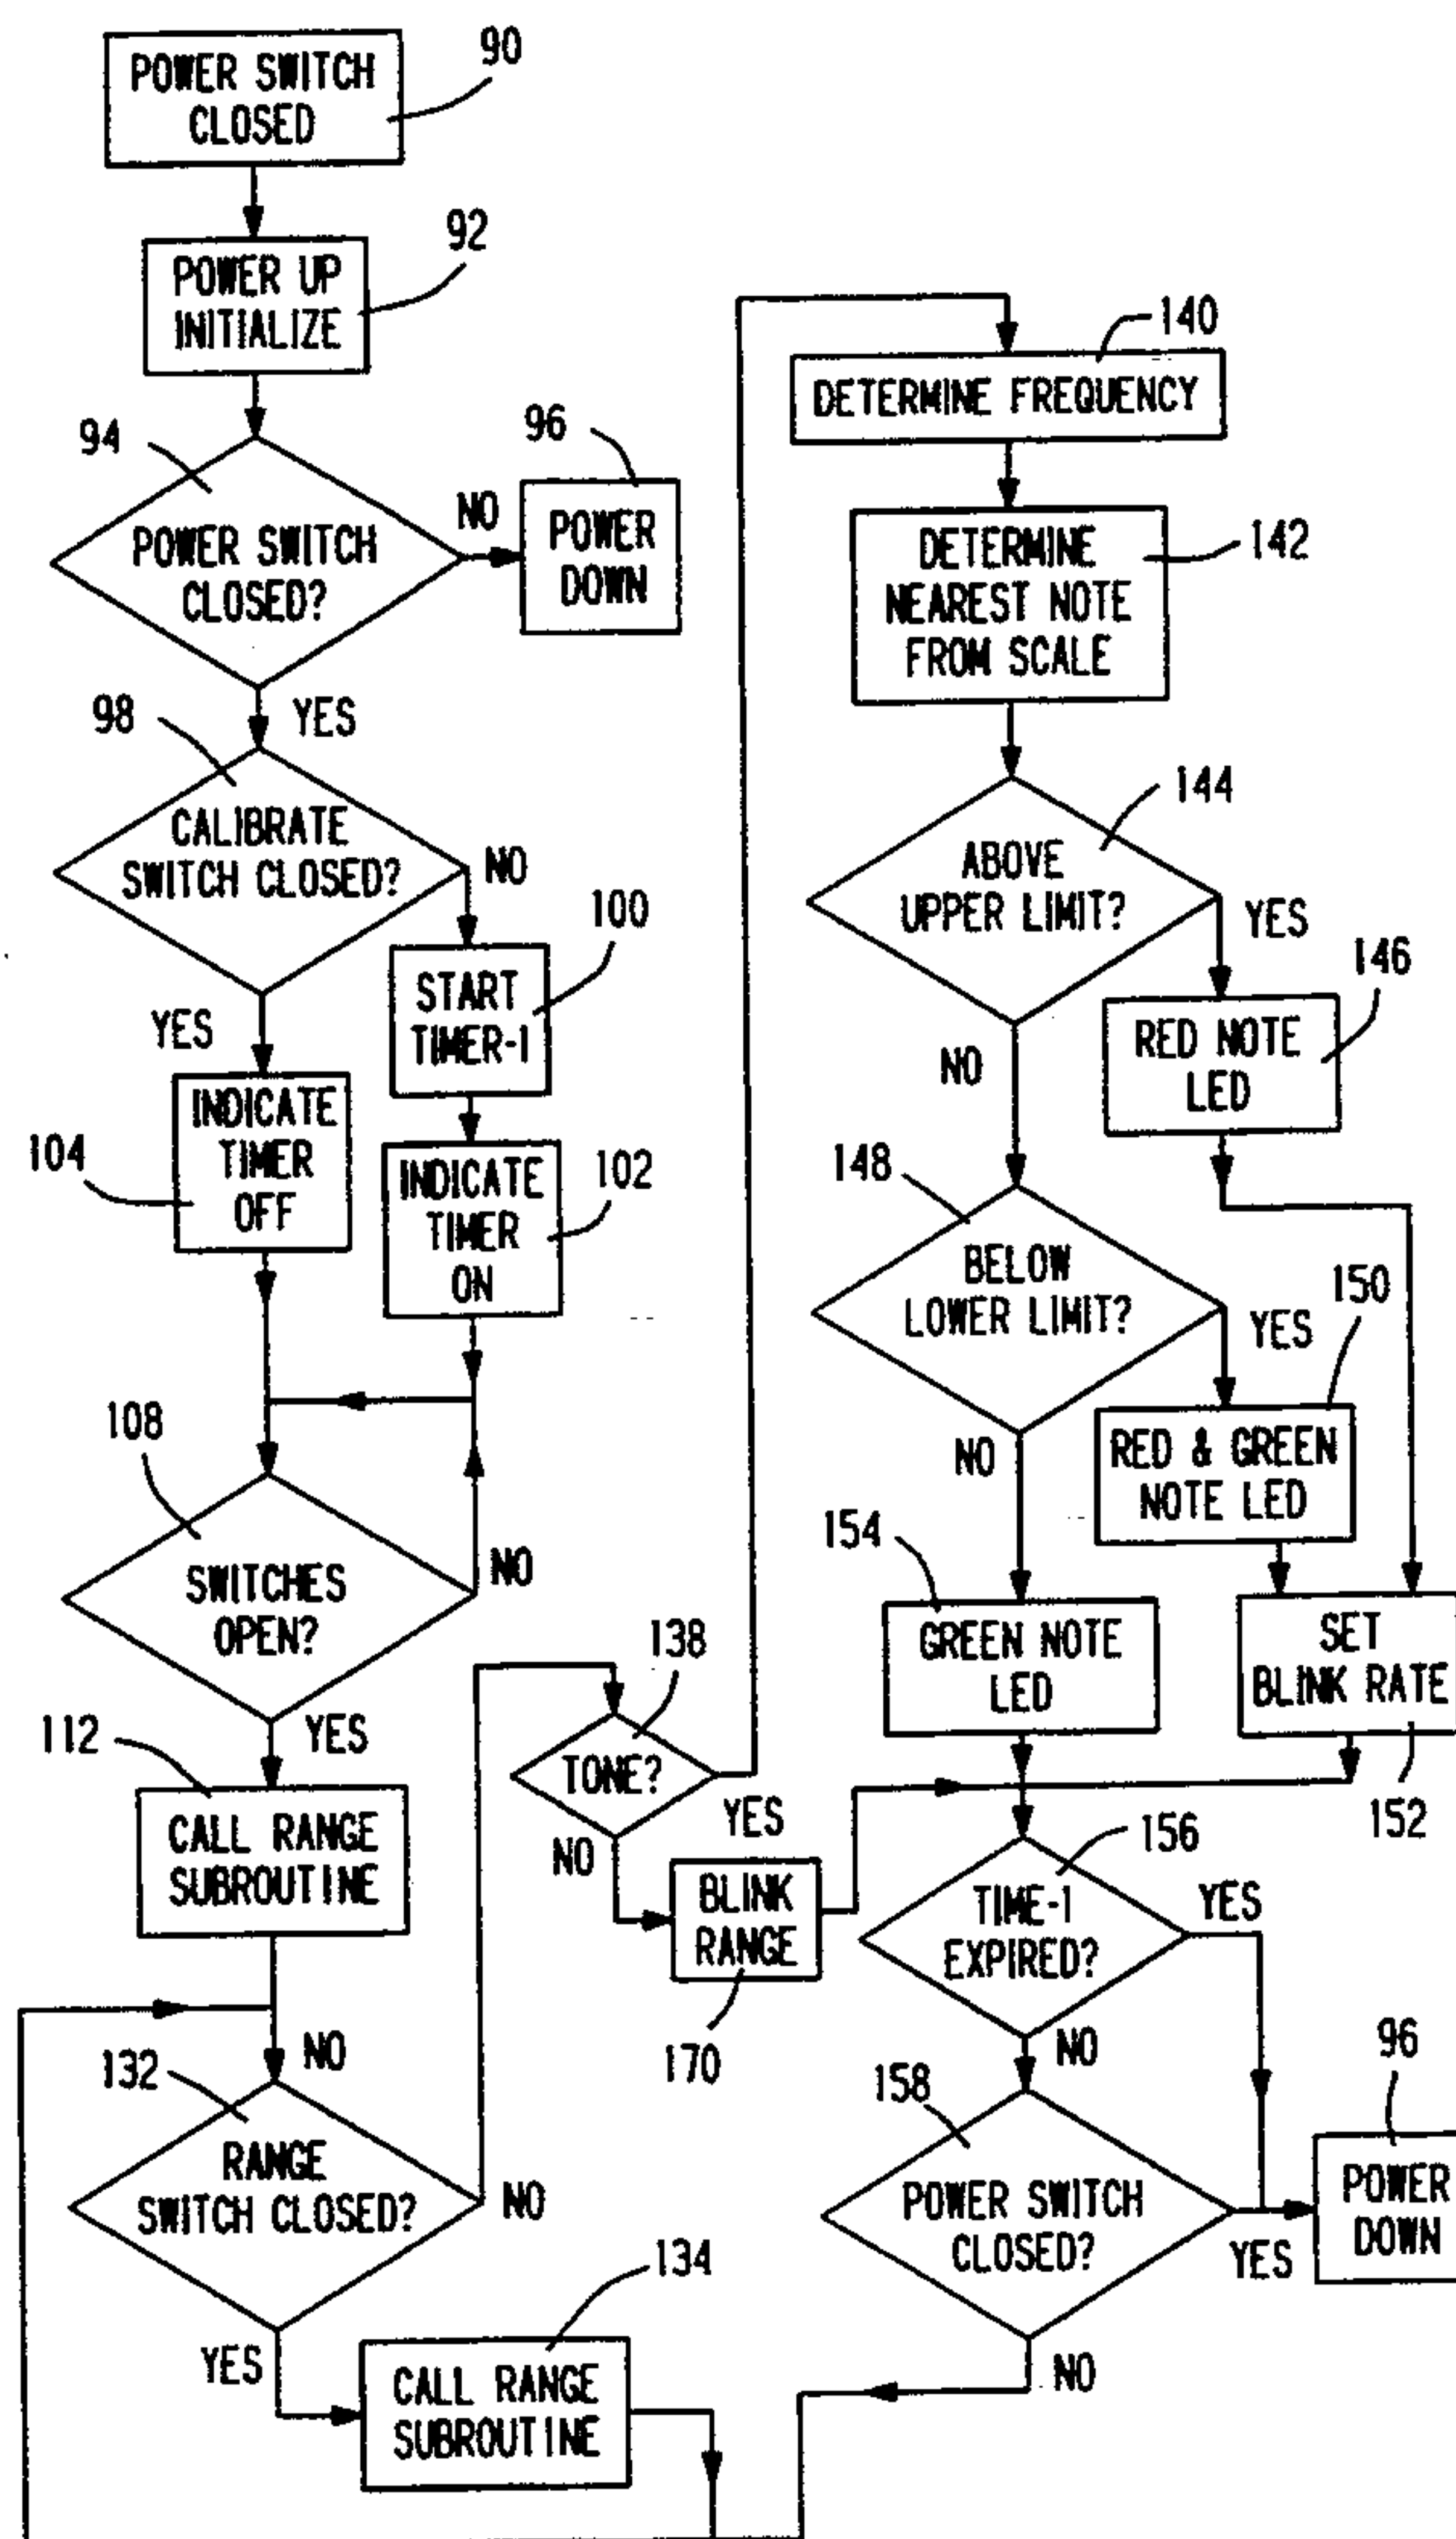 90
POWER SWITCH
CLOSED
92
POWER UP
INITIALIZE
94
POWER SWITCH
CLOSED?
NO
96
POWER
DOWN
YES
98
CALIBRATE
SWITCH CLOSED?
NO
100
START
TIMER-1
YES
104
INDICATE
TIMER
OFF
102
INDICATE
TIMER
ON
108
SWITCHES
OPEN?
NO
YES
112
CALL RANGE
SUBROUTINE
NO
132
RANGE
SWITCH CLOSED?
NO
YES
134
CALL RANGE
SUBROUTINE
138
TONE?
YES
NO
BLINK
RANGE
170
140
DETERMINE FREQUENCY
142
DETERMINE
NEAREST NOTE
FROM SCALE
144
ABOVE
UPPER LIMIT?
YES
146
RED NOTE
LED
NO
148
BELOW
LOWER LIMIT?
YES
150
RED & GREEN
NOTE LED
NO
154
GREEN NOTE
LED
SET
BLINK RATE
152
156
TIME-1
EXPIRED?
YES
NO
158
POWER SWITCH
CLOSED?
YES
96
POWER
DOWN
NO